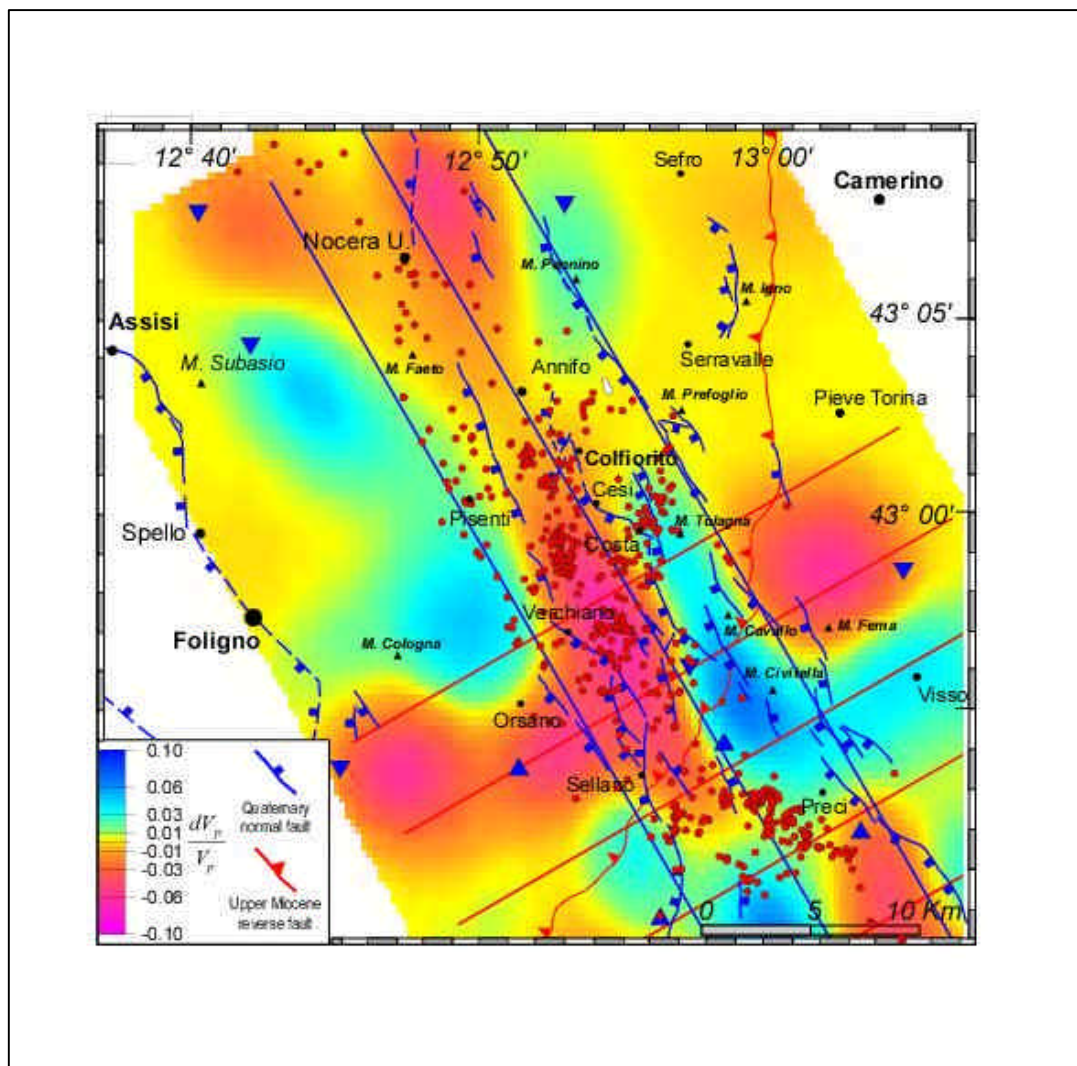 12° 40'
12° 50'
13° 00'
Sefro
Camerino
Nocera U.
M. Pennino
M. Igno
43° 05'
Assisi
M. Subasio
M. Faeto
Annifo
Serravalle
M. Prefoglio
Pieve Torina
Colfiorito
Cesi
Pisenti
M. Tolagna
43° 00'
Spello
Costa
Verchiano
Foligno
M. Cavallo
M. Fema
M. Cologna
M. Civitella
Visso
Orsano
Sellano
Preci
0.10
0.06
0.03
0.01
-0.01
-0.03
-0.06
-0.10
dVp
Vp
Quaternary
normal fault
Upper Miocene
reverse fault
0 5 10 Km